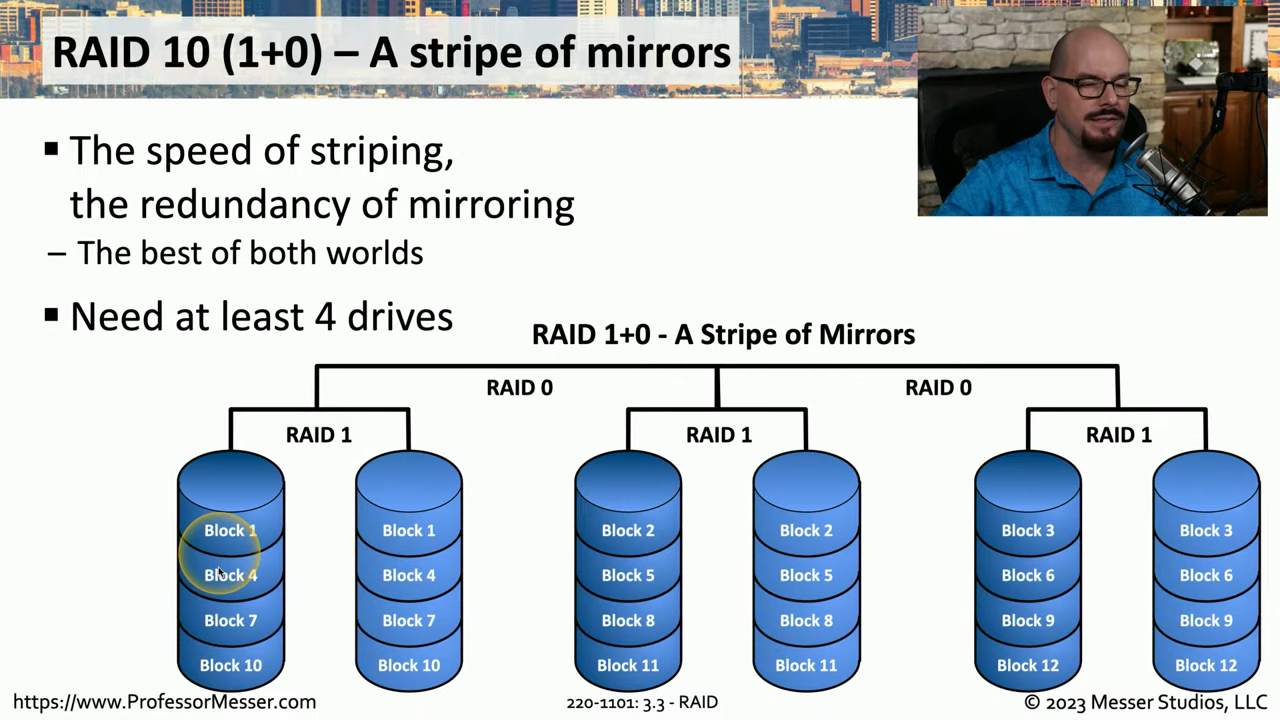 RAID 10 (1+0) – A stripe of mirrors
▪ The speed of striping,
the redundancy of mirroring
– The best of both worlds
▪ Need at least 4 drives
RAID 1+0 - A Stripe of Mirrors
RAID 0 RAID 0
RAID 1 RAID 1 RAID 1
Block 1 Block 1 Block 2 Block 2 Block 3 Block 3
Block 4 Block 4 Block 5 Block 5 Block 6 Block 6
Block 7 Block 7 Block 8 Block 8 Block 9 Block 9
Block 10 Block 10 Block 11 Block 11 Block 12 Block 12
https://www.ProfessorMesser.com 220-1101: 3.3 - RAID © 2023 Messer Studios, LLC